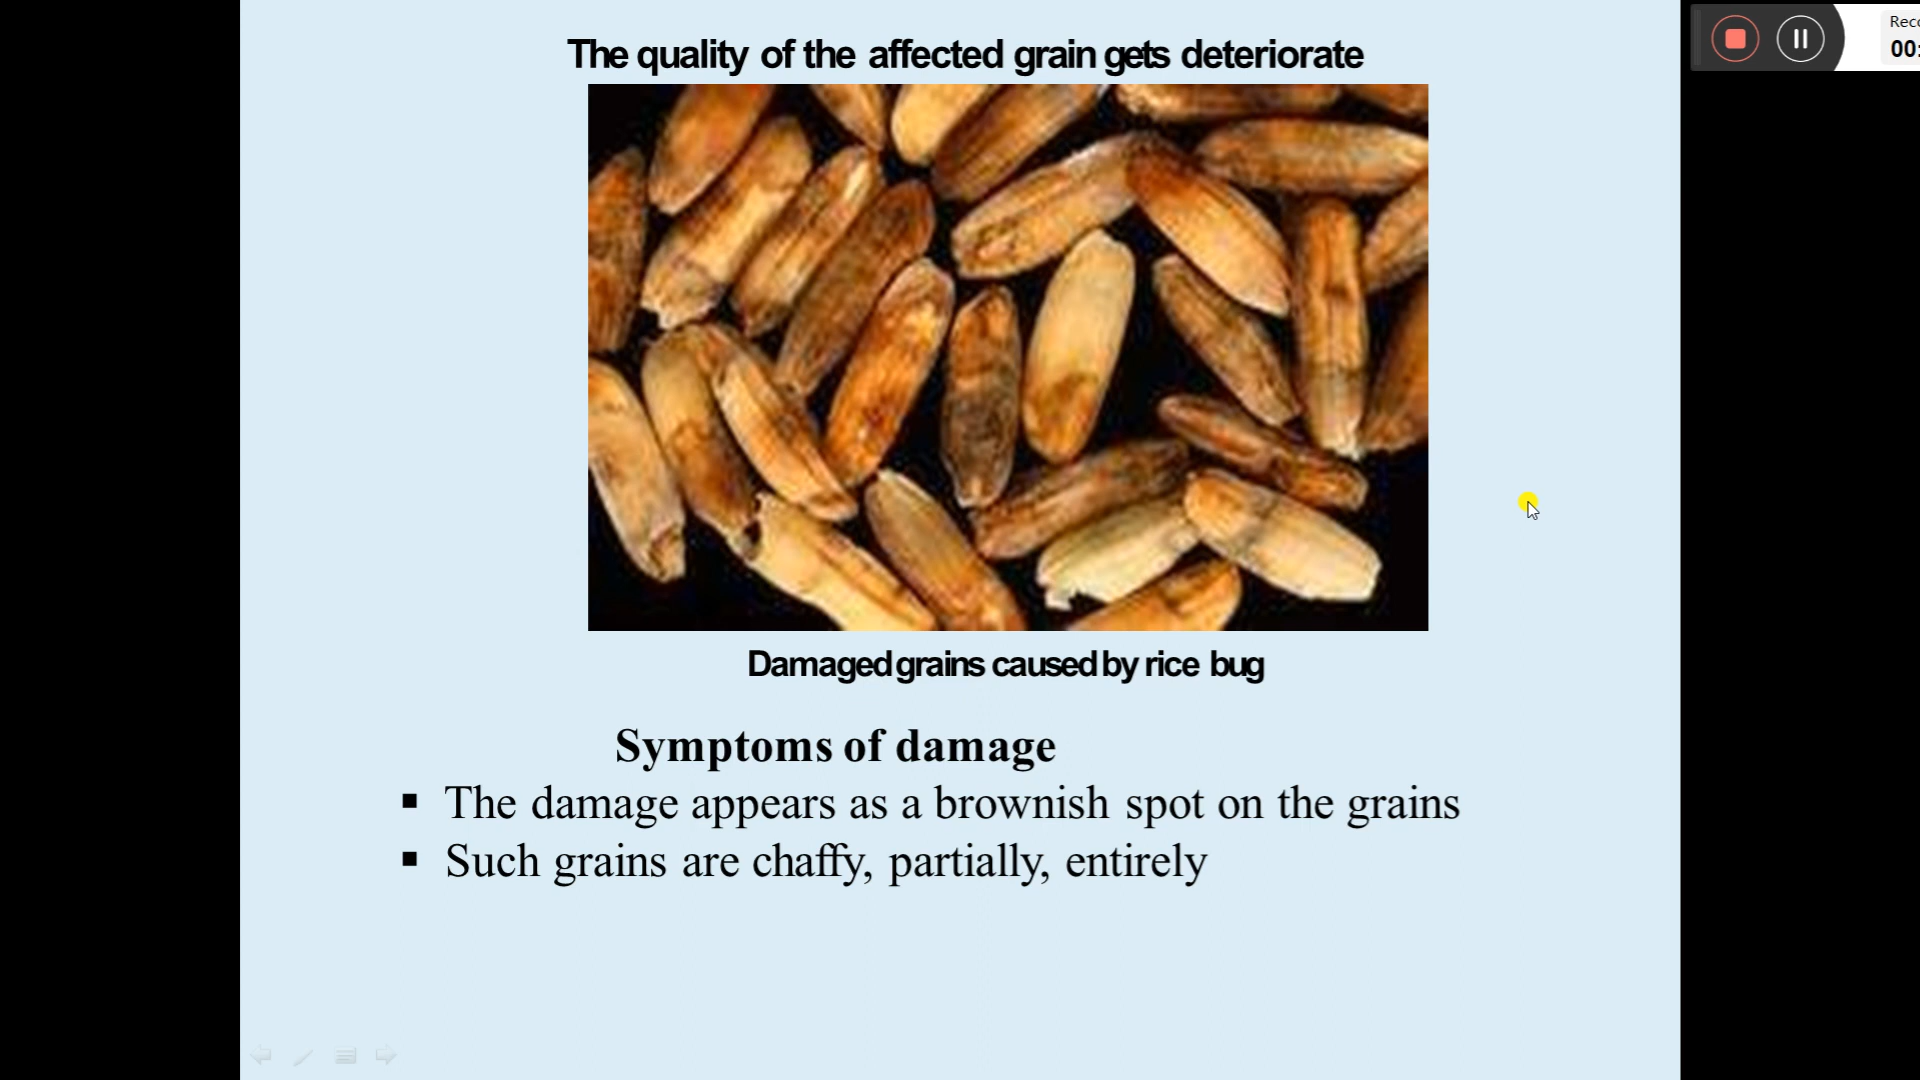 The quality of the affected grain gets deteriorate
Damaged grains caused by rice bug
Symptoms of damage
▪ The damage appears as a brownish spot on the grains
▪ Such grains are chaffy, partially, entirely